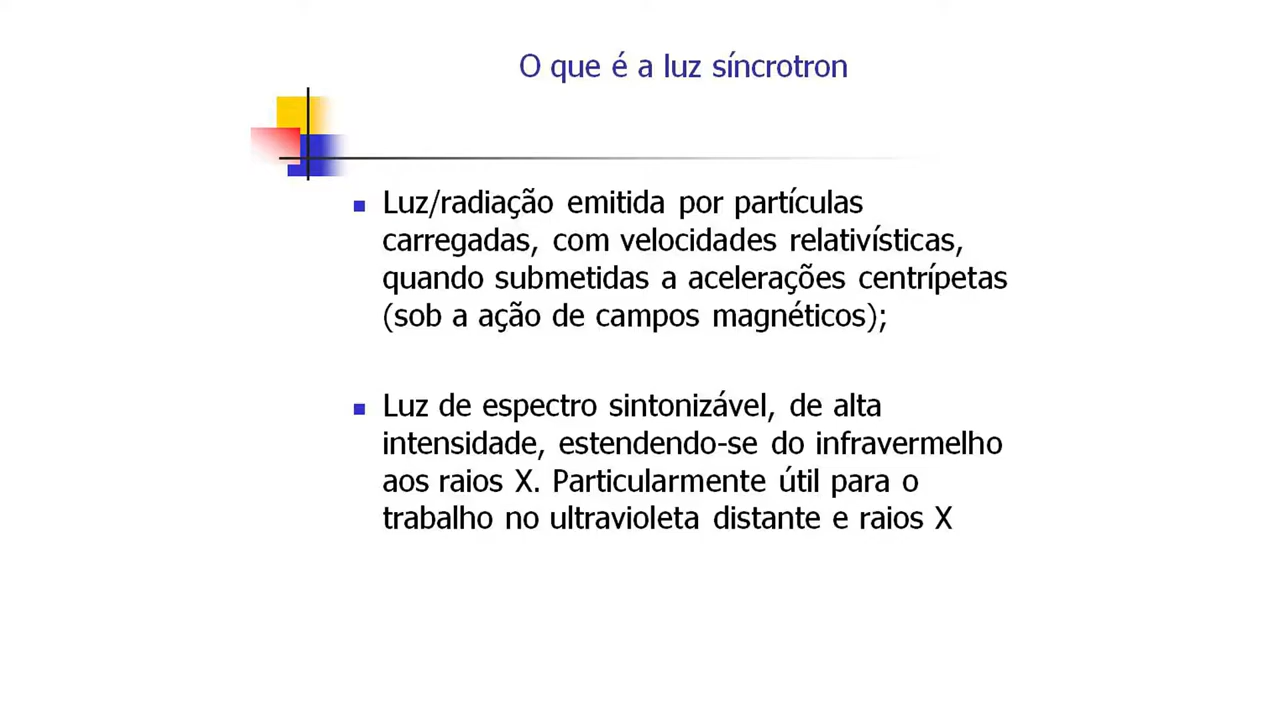 O que é a luz síncrotron
Luz/radiação emitida por partículas
carregadas, com velocidades relativísticas,
quando submetidas a acelerações centrípetas
(sob a ação de campos magnéticos);
Luz de espectro sintonizável, de alta
intensidade, estendendo-se do infravermelho
aos raios X. Particularmente útil para o
trabalho no ultravioleta distante e raios X